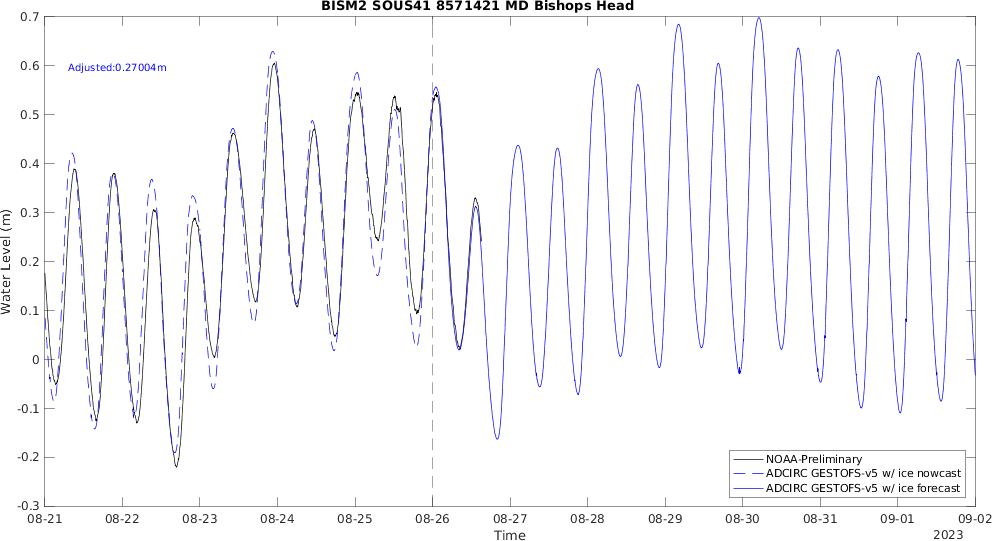 BISM2 SOUS41 8571421 MD Bishops Head
Adjusted:0.27004m
Water Level (m)
0.7
0.6
0.5
0.4
0.3
0.2
0.1
0
-0.1
-0.2
-0.3
NOAA-Preliminary
ADCIRC GESTOFS-v5 w/ ice nowcast
ADCIRC GESTOFS-v5 w/ ice forecast
08-21 08-22 08-23 08-24 08-25 08-26 08-27 08-28 08-29 08-30 08-31 09-01 09-02
Time
2023